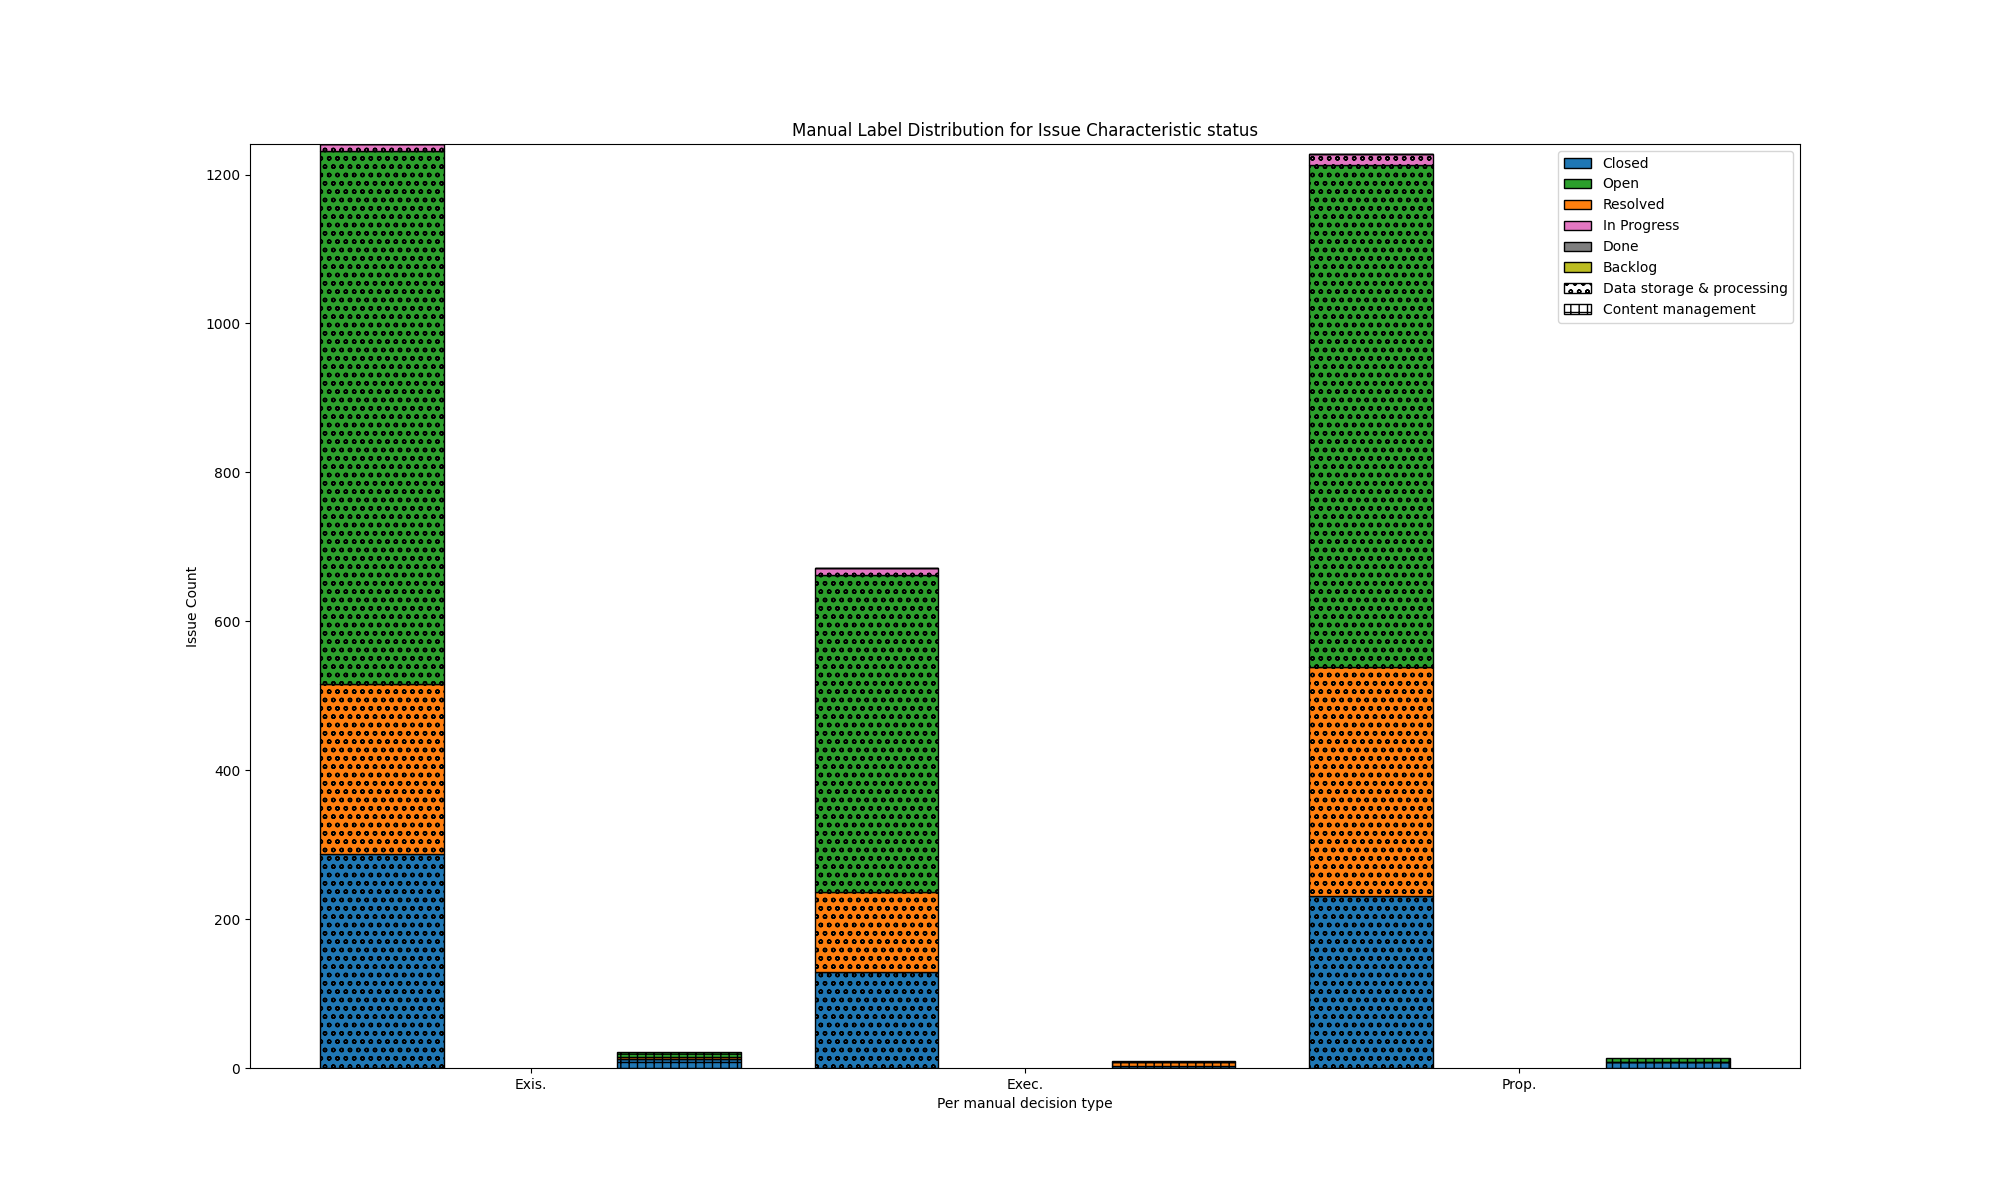 Manual Label Distribution for Issue Characteristic status
1200
1000
800
600
400
200
0
Issue Count
Closed
Open
Resolved
In Progress
Done
Backlog
Data storage & processing
Content management
Exis.
Exec.
Prop.
Per manual decision type